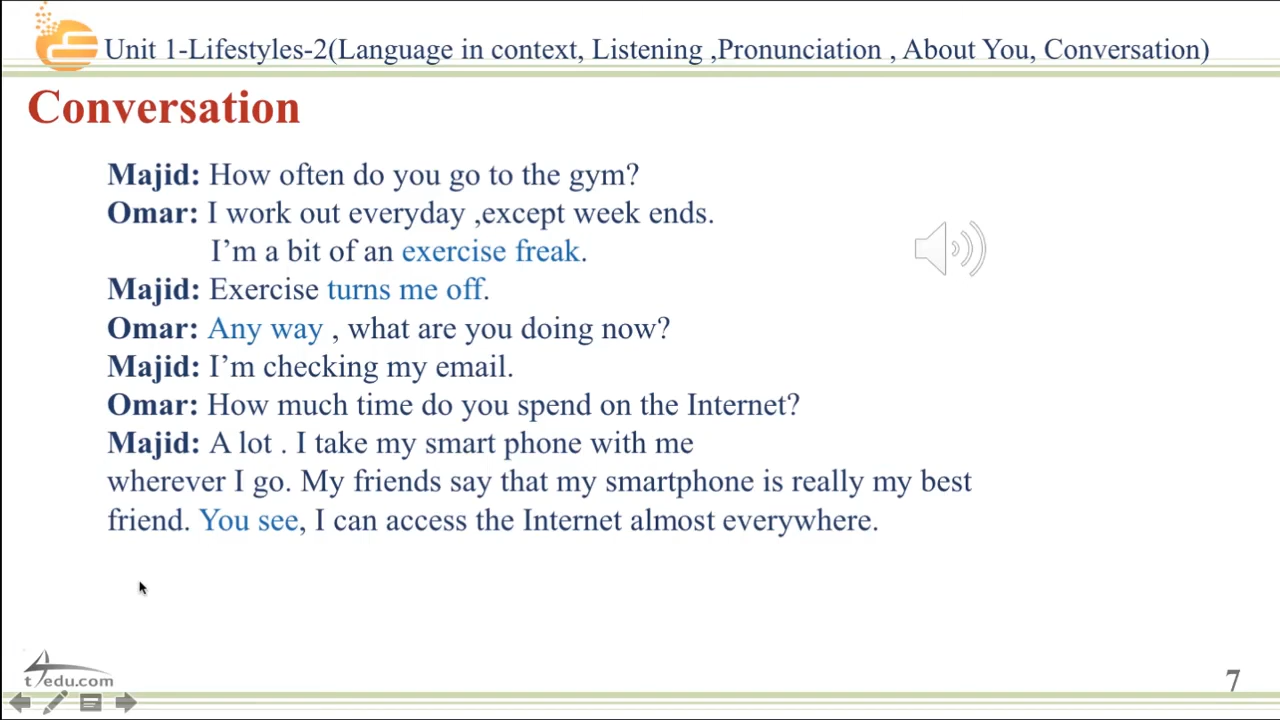 Unit 1-Lifestyles-2(Language in context, Listening ,Pronunciation , About You, Conversation)
Conversation
Majid: How often do you go to the gym?
Omar: I work out everyday ,except week ends.
I’m a bit of an exercise freak.
Majid: Exercise turns me off.
Omar: Any way , what are you doing now?
Majid: I’m checking my email.
Omar: How much time do you spend on the Internet?
Majid: A lot . I take my smart phone with me
wherever I go. My friends say that my smartphone is really my best
friend. You see, I can access the Internet almost everywhere.
t4edu.com
7